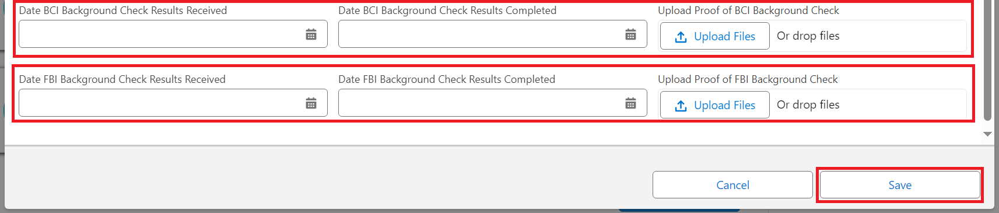 Date BCI Background Check Results Received
Date BCI Background Check Results Completed
Upload Proof of BCI Background Check
Upload Files
Or drop files
Date FBI Background Check Results Received
Date FBI Background Check Results Completed
Upload Proof of FBI Background Check
Upload Files
Or drop files
Cancel
Save